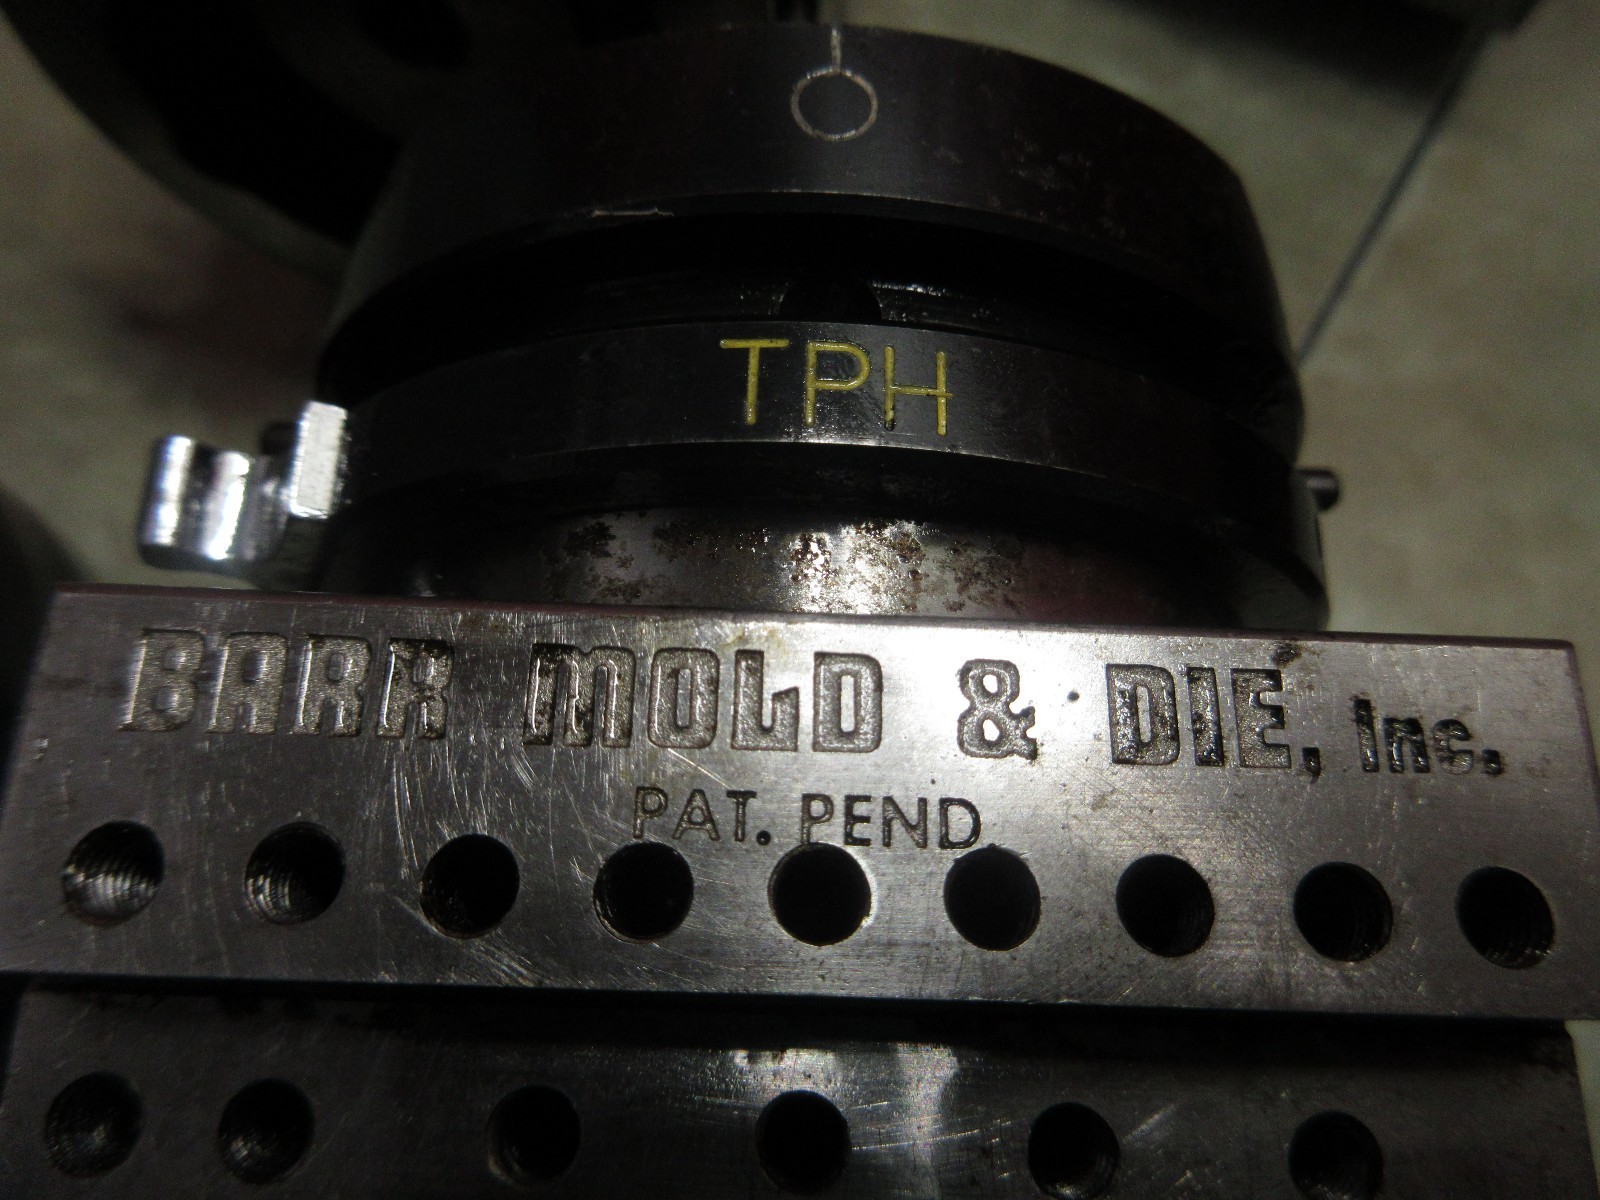 TPH
BARR MOLD & DIE, Inc.
PAT. PEND.